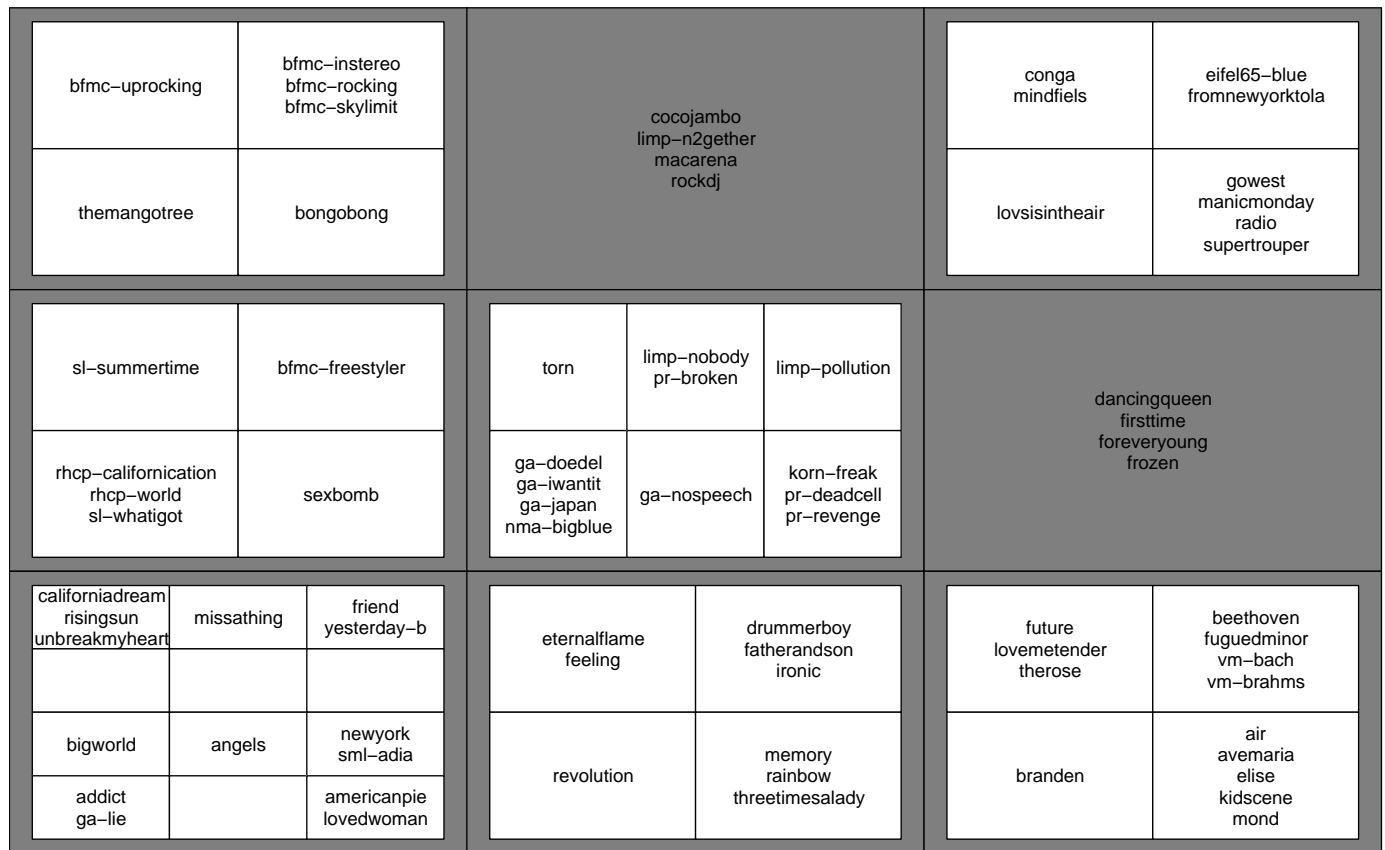 bfmc−uprocking
bfmc−instereo
bfmc−rocking
bfmc−skylimit
themangotree
bongobong
cocojambo
limp−n2gether
macarena
rockdj
conga
mindfiels
eifel65−blue
fromnewyorktola
lovsisintheair
gowest
manicmonday
radio
supertrouper
sl−summertime
bfmc−freestyler
rhcp−californication
rhcp−world
sl−whatigot
sexbomb
torn
limp−nobody
pr−broken
limp−pollution
ga−doedel
ga−iwantit
ga−japan
nma−bigblue
ga−nospeech
korn−freak
pr−deadcell
pr−revenge
dancingqueen
firsttime
foreveryoung
frozen
californiadream
risingsun
unbreakmyheart
missathing
friend
yesterday−b
bigworld
angels
newyork
sml−adia
addict
ga−lie
americanpie
lovedwoman
eternalflame
feeling
drummerboy
fatherandson
ironic
revolution
memory
rainbow
threetimesalady
future
lovemetender
therose
beethoven
fuguedminor
vm−bach
vm−brahms
branden
air
avemaria
elise
kidscene
mond